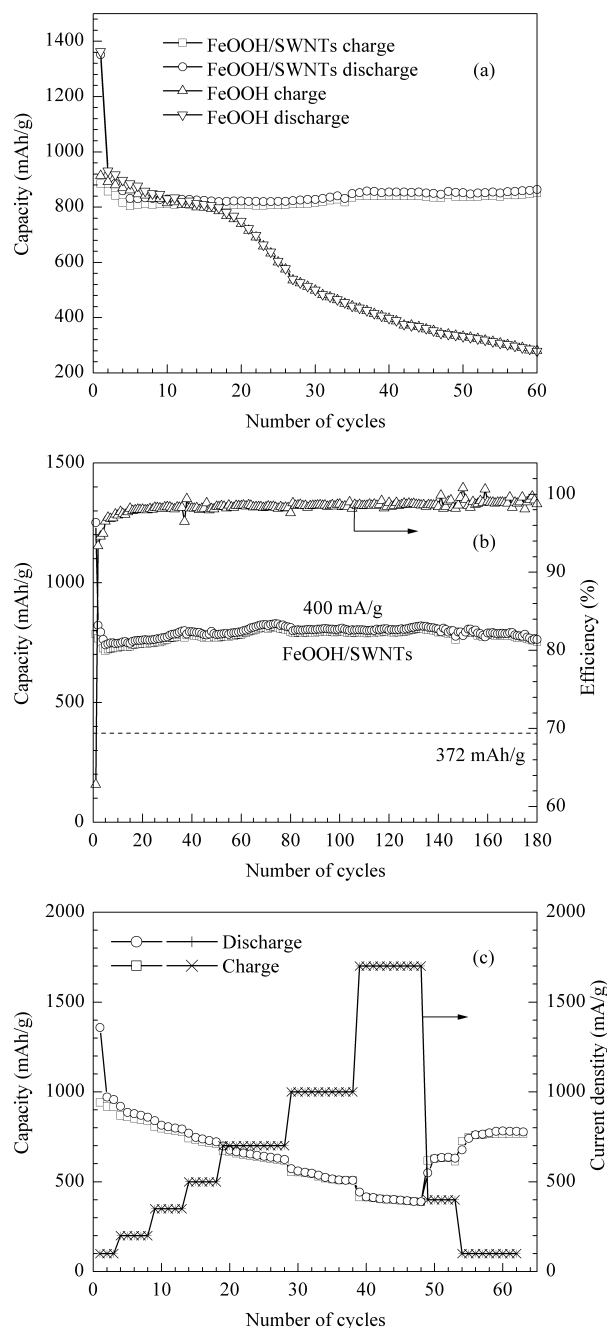 1400
1200
1000
800
600
400
200
Capacity (mAh/g)
FeOOH/SWNTs charge
FeOOH/SWNTs discharge
FeOOH charge
FeOOH discharge
(a)
0 10 20 30 40 50 60
Number of cycles
1500
1000
500
0
Capacity (mAh/g)
(b)
400 mA/g
FeOOH/SWNTs
372 mAh/g
100
90
80
70
60
Efficiency (%)
0 20 40 60 80 100 120 140 160 180
Number of cycles
2000
1500
1000
500
0
Capacity (mAh/g)
Discharge
Charge
(c)
2000
1500
1000
500
0
Current denstity (mA/g)
0 10 20 30 40 50 60
Number of cycles